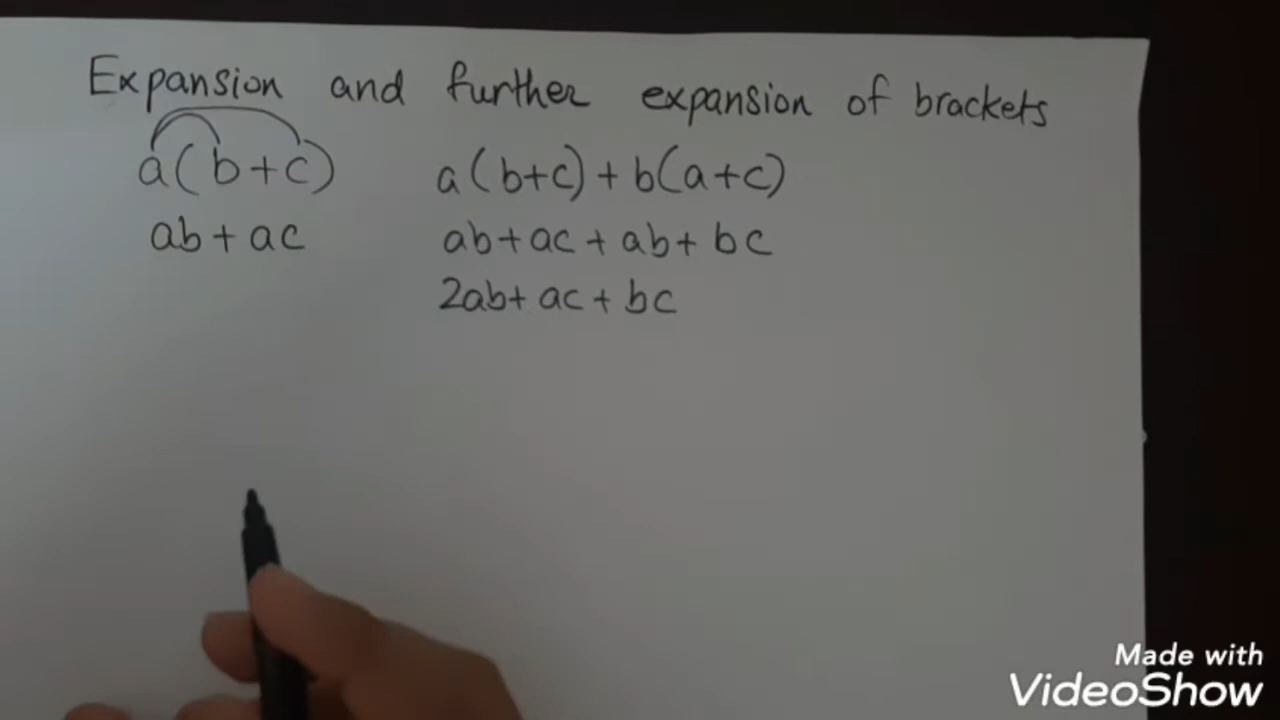 Expansion and further expansion of brackets
a(b+c)
ab+ac
a(b+c)+b(a+c)
ab+ac+ab+bc
2ab+ac+bc
Made with
VideoShow